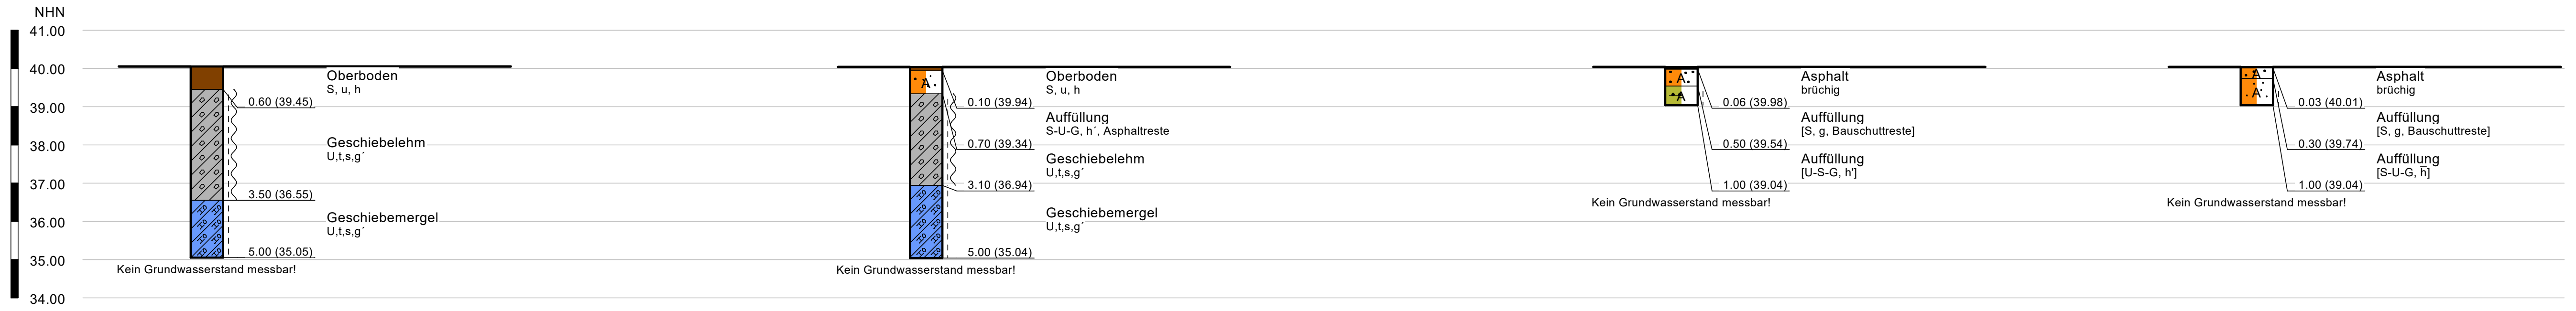 NHN
41.00
40.00
39.00
38.00
37.00
36.00
35.00
34.00
Oberboden
S, u, h
0.60 (39.45)
Geschiebelehm
U,t,s,g´
3.50 (36.55)
Geschiebemergel
U,t,s,g´
5.00 (35.05)
Kein Grundwasserstand messbar!
A
Oberboden
S, u, h
0.10 (39.94)
Auffüllung
S-U-G, h´, Asphaltreste
0.70 (39.34)
Geschiebelehm
U,t,s,g´
3.10 (36.94)
Geschiebemergel
U,t,s,g´
5.00 (35.04)
Kein Grundwasserstand messbar!
A
A
Asphalt
brüchig
0.06 (39.98)
Auffüllung
[S, g, Bauschuttreste]
0.50 (39.54)
Auffüllung
[U-S-G, h']
1.00 (39.04)
Kein Grundwasserstand messbar!
A
A
Asphalt
brüchig
0.03 (40.01)
Auffüllung
[S, g, Bauschuttreste]
0.30 (39.74)
Auffüllung
[S-U-G, h̅]
1.00 (39.04)
Kein Grundwasserstand messbar!